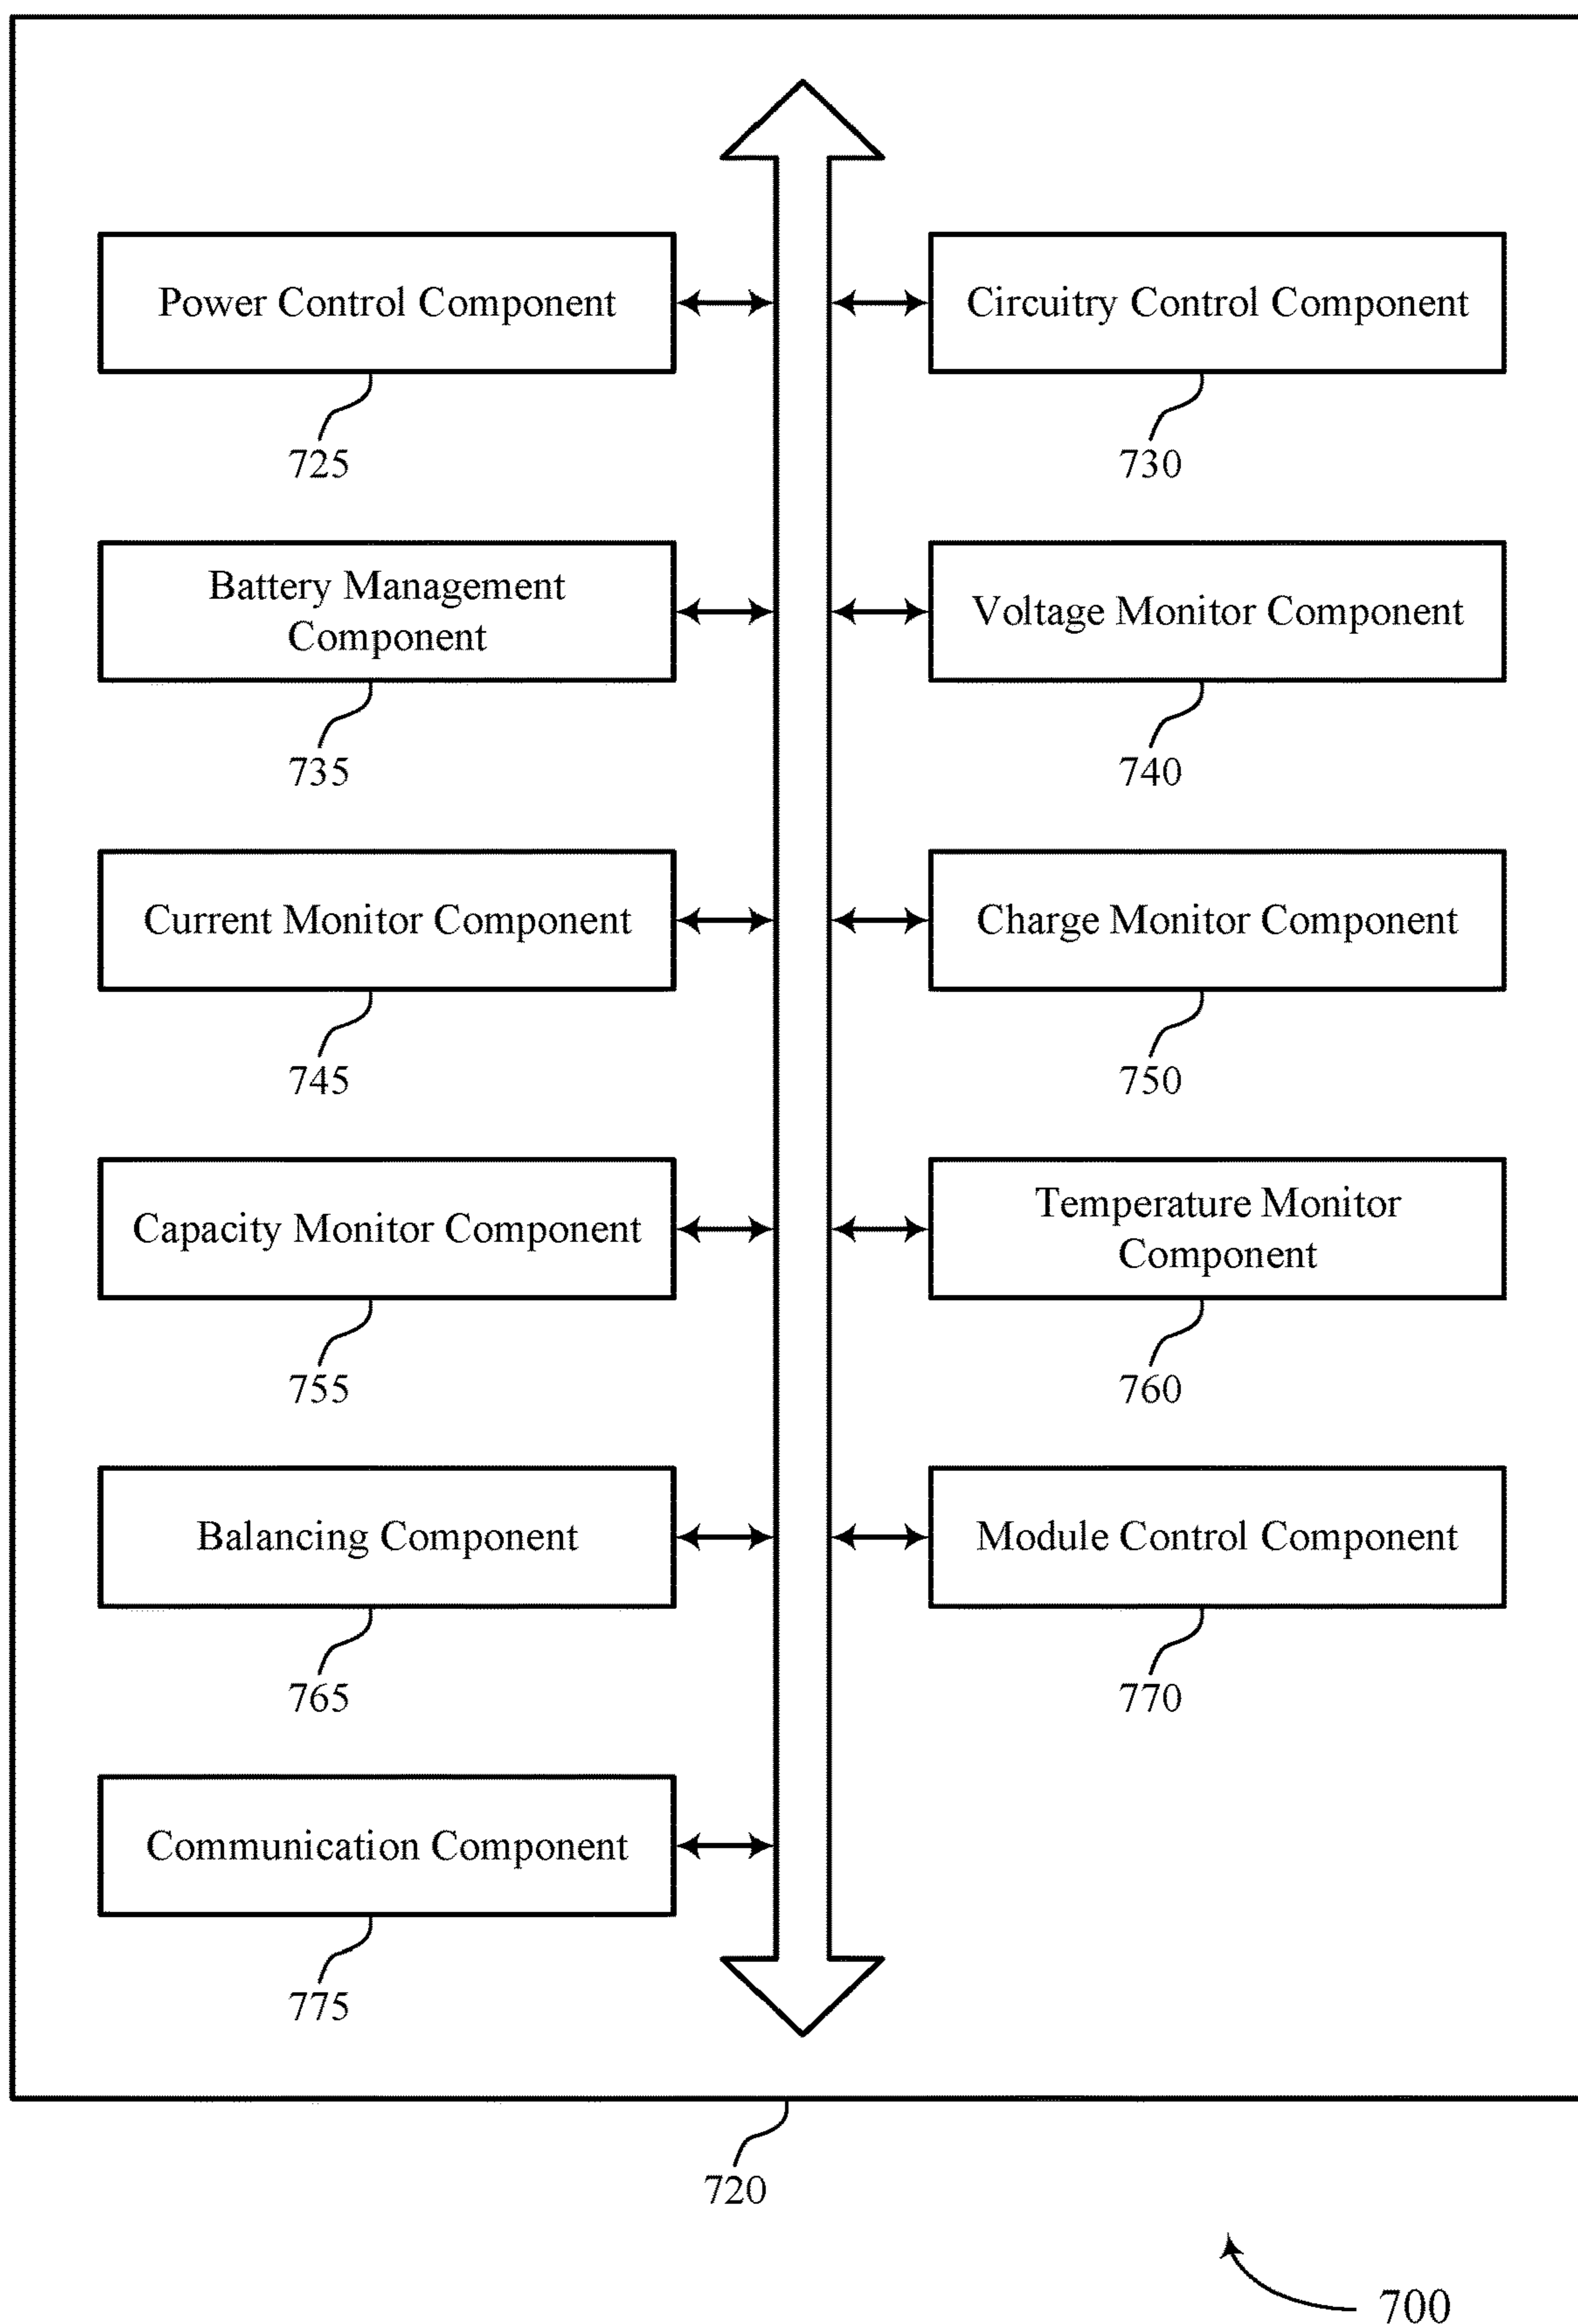 Power Control Component
Circuitry Control Component
725
730
Battery Management
Component
Voltage Monitor Component
735
740
Current Monitor Component
Charge Monitor Component
745
750
Capacity Monitor Component
Temperature Monitor
Component
755
760
Balancing Component
Module Control Component
765
770
Communication Component
775
720
700